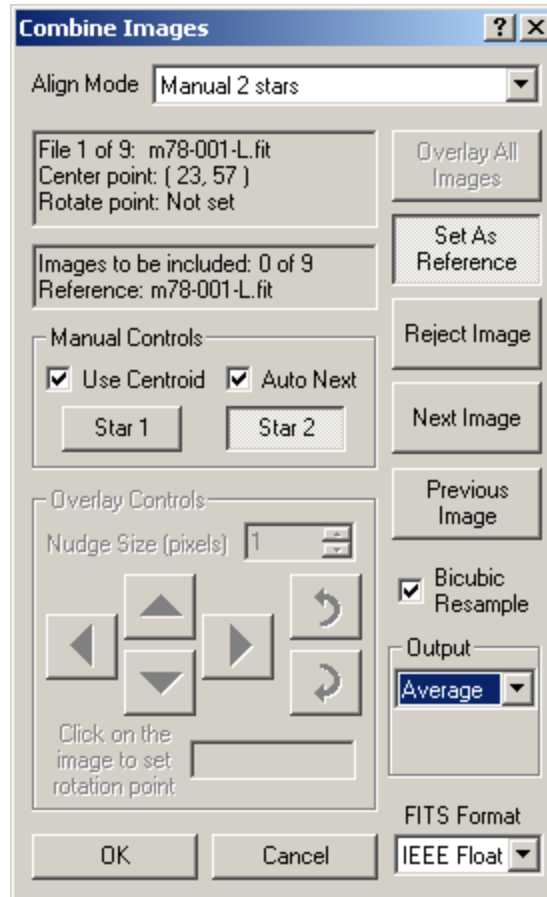 Combine Images
Align Mode Manual 2 stars
File 1 of 9: m78-001-L.fit
Center point: ( 23, 57 )
Rotate point: Not set
Overlay All
Images
Set As
Reference
Images to be included: 0 of 9
Reference: m78-001-L.fit
Manual Controls
Use Centroid
Auto Next
Star 1
Star 2
Reject Image
Next Image
Previous
Image
Overlay Controls
Nudge Size (pixels) 1
Click on the
image to set
rotation point
Bicubic
Resample
Output
Average
FITS Format
IEEE Float
OK
Cancel